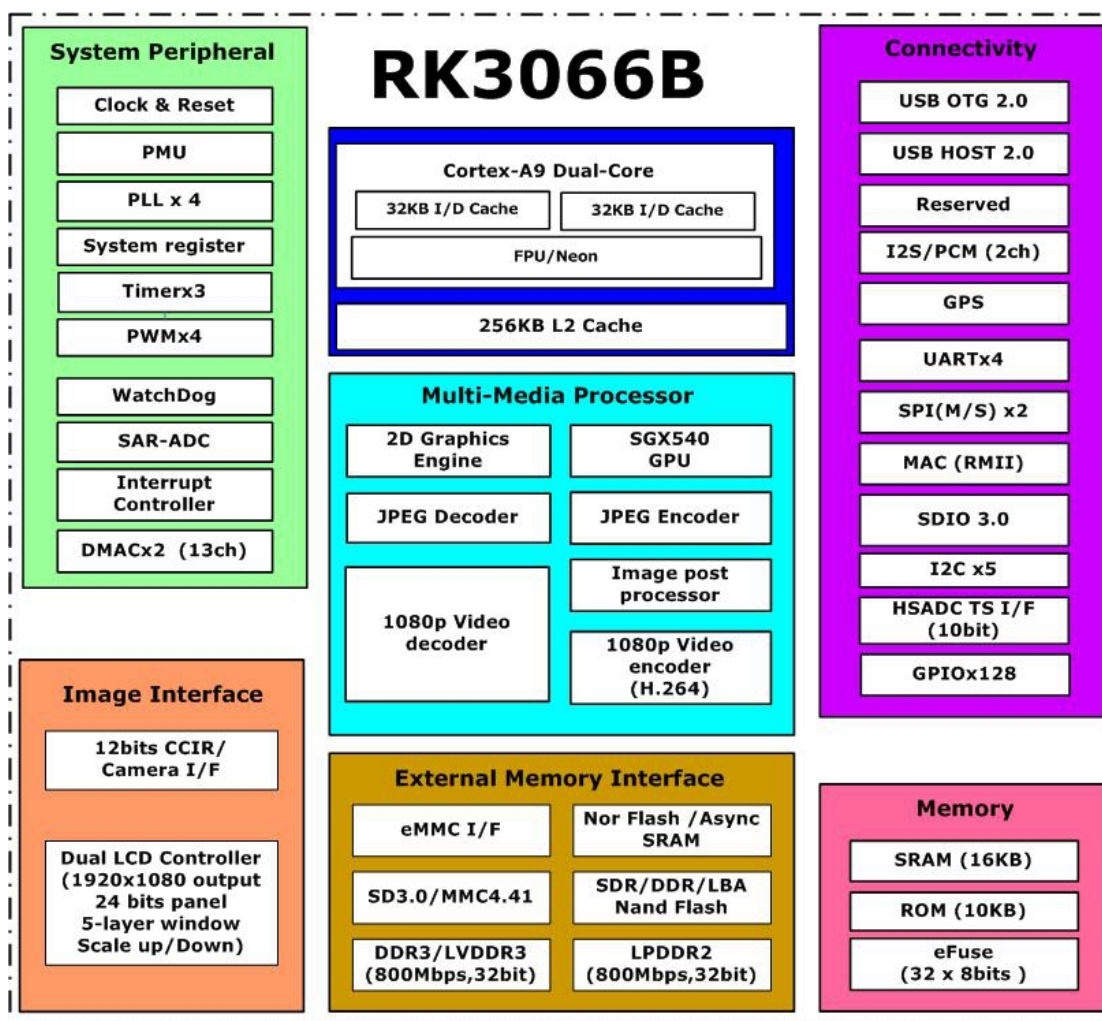 RK3066B
System Peripheral
Clock & Reset
PMU
PLL x 4
System register
Timerx3
PWMx4
WatchDog
SAR-ADC
Interrupt
Controller
DMACx2 (13ch)
Image Interface
12bits CCIR/
Camera I/F
Dual LCD Controller
(1920x1080 output
24 bits panel
5-layer window
Scale up/Down)
Cortex-A9 Dual-Core
32KB I/D Cache
32KB I/D Cache
FPU/Neon
256KB L2 Cache
Multi-Media Processor
2D Graphics
Engine
SGX540
GPU
JPEG Decoder
JPEG Encoder
1080p Video
decoder
Image post
processor
1080p Video
encoder
(H.264)
External Memory Interface
eMMC I/F
Nor Flash /Async
SRAM
SD3.0/MMC4.41
SDR/DDR/LBA
Nand Flash
DDR3/LVDDR3
(800Mbps,32bit)
LPDDR2
(800Mbps,32bit)
Connectivity
USB OTG 2.0
USB HOST 2.0
Reserved
I2S/PCM (2ch)
GPS
UARTx4
SPI(M/S) x2
MAC (RMII)
SDIO 3.0
I2C x5
HSADC TS I/F
(10bit)
GPIOx128
Memory
SRAM (16KB)
ROM (10KB)
eFuse
(32 x 8bits )